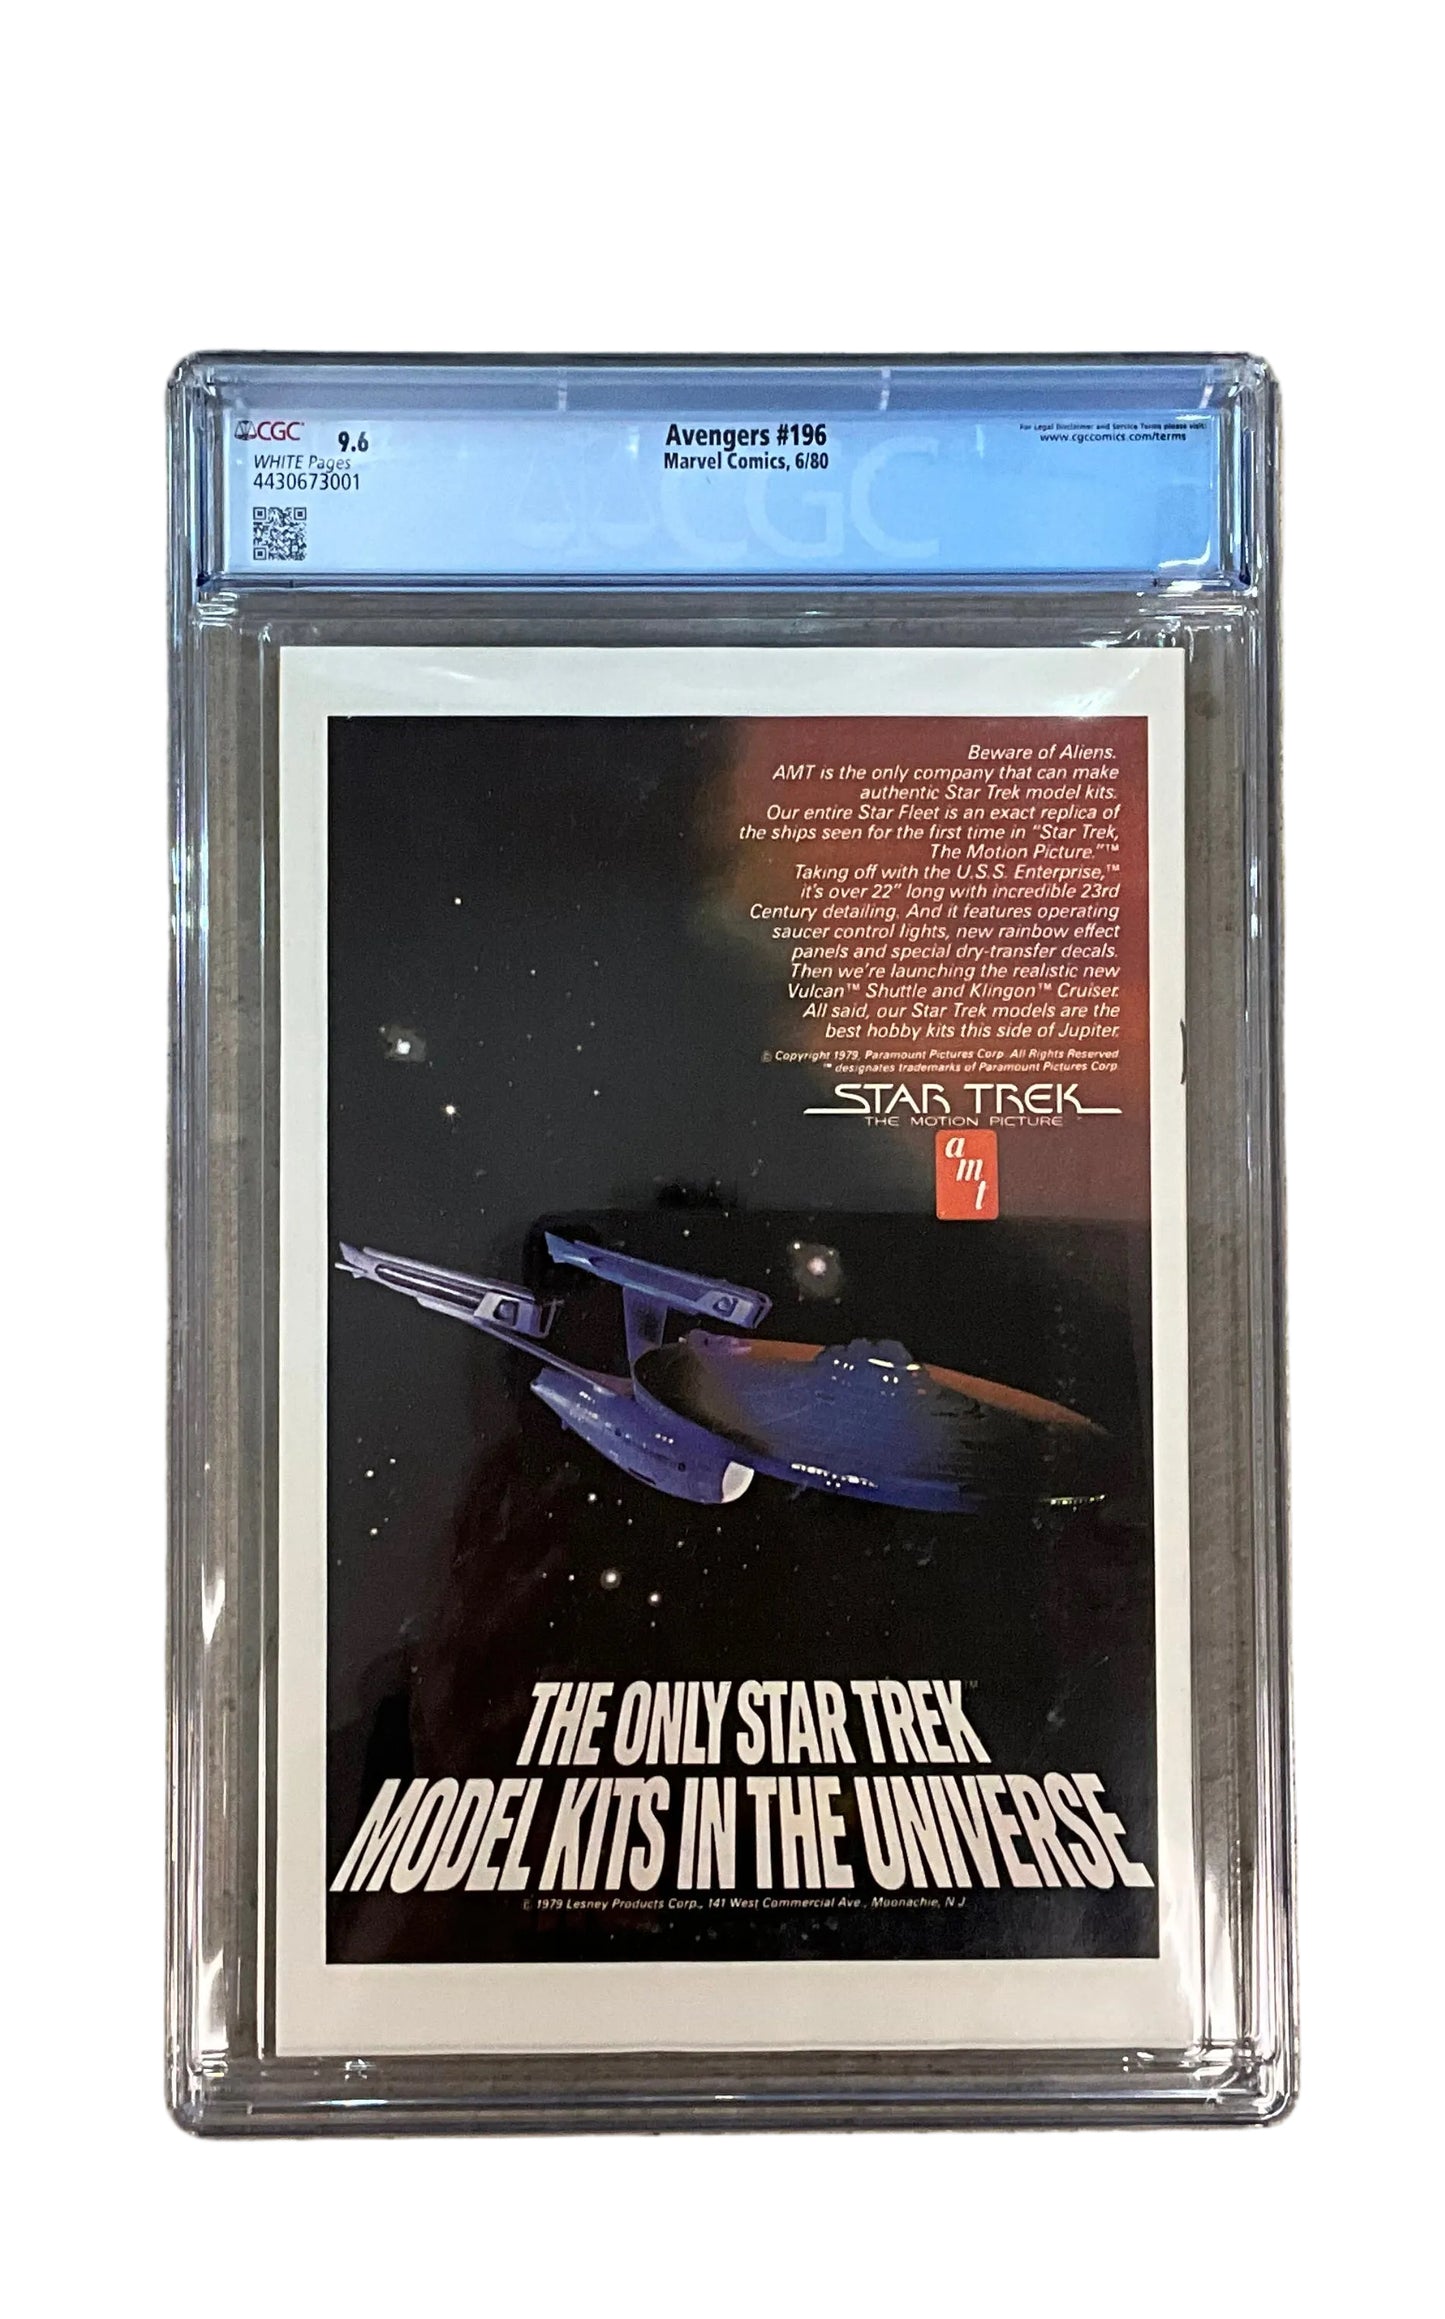 CGC
9.6
WHITE Pages
4430673001
Avengers #196
Marvel Comics, 6/80
For Legal Disclaimer and Service Terms please visit:
www.cgccomics.com/terms
CGC
Beware of Aliens.
AMT is the only company that can make
authentic Star Trek model kits.
Our entire Star Fleet is an exact replica of
the ships seen for the first time in "Star Trek,
The Motion Picture."™
Taking off with the U.S.S. Enterprise,™
it's over 22" long with incredible 23rd
Century detailing. And it features operating
saucer control lights, new rainbow effect
panels and special dry-transfer decals.
Then we're launching the realistic new
Vulcan™ Shuttle and Klingon™ Cruiser.
All said, our Star Trek models are the
best hobby kits this side of Jupiter.
© Copyright 1979, Paramount Pictures Corp. All Rights Reserved
™ designates trademarks of Paramount Pictures Corp.
STAR TREK
THE MOTION PICTURE
amt
THE ONLY STAR TREK™
MODEL KITS IN THE UNIVERSE
© 1979 Lesney Products Corp., 141 West Commercial Ave., Moonachie, N J